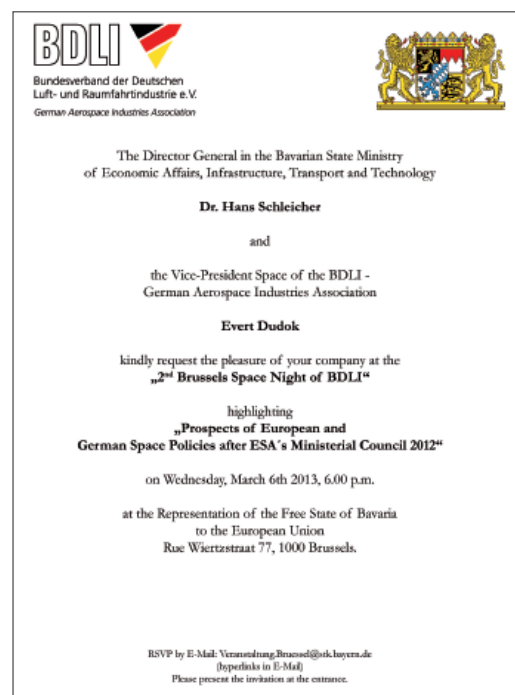 BDLI
Bundesverband der Deutschen
Luft- und Raumfahrtindustrie e.V.
German Aerospace Industries Association
The Director General in the Bavarian State Ministry
of Economic Affairs, Infrastructure, Transport and Technology
Dr. Hans Schleicher
and
the Vice-President Space of the BDLI -
German Aerospace Industries Association
Evert Dudok
kindly request the pleasure of your company at the
„2nd Brussels Space Night of BDLI“
highlighting
„Prospects of European and
German Space Policies after ESA´s Ministerial Council 2012“
on Wednesday, March 6th 2013, 6.00 p.m.
at the Representation of the Free State of Bavaria
to the European Union
Rue Wiertzstraat 77, 1000 Brussels.
RSVP by E-Mail: Veranstaltung.Bruessel@stk.bayern.de
(hyperlinks in E-Mail)
Please present the invitation at the entrance.